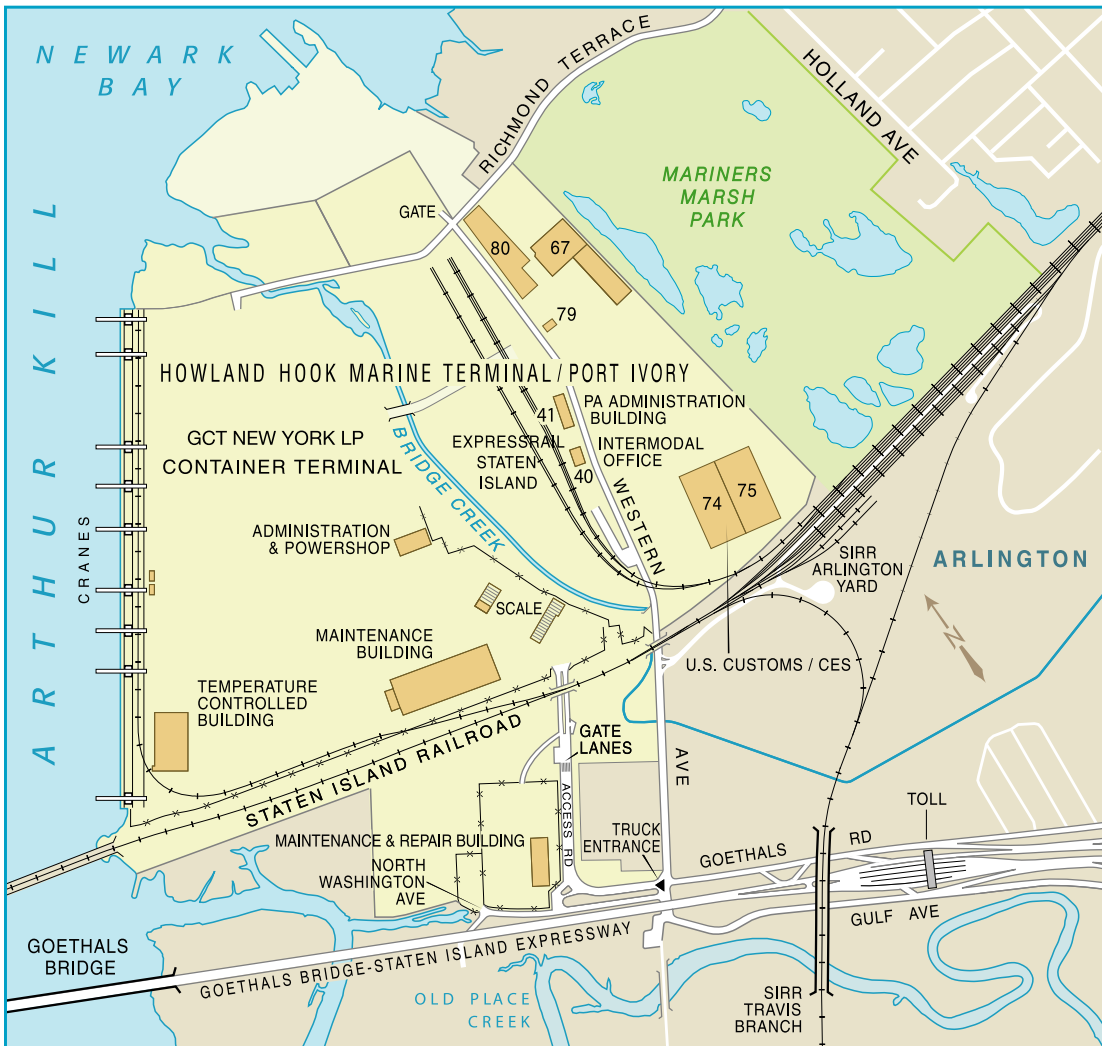 NEWARK
BAY
RICHMOND TERRACE
HOLLAND AVE
MARINERS
MARSH
PARK
GATE
80
67
79
ARTHUR KILL
HOWLAND HOOK MARINE TERMINAL / PORT IVORY
PA ADMINISTRATION
BUILDING
41
GCT NEW YORK LP
CONTAINER TERMINAL
BRIDGE CREEK
EXPRESSRAIL
STATEN
ISLAND
INTERMODAL
OFFICE
40
74
75
WESTERN
AVE
CRANES
ADMINISTRATION
& POWERSHOP
SCALE
SIRR
ARLINGTON
YARD
ARLINGTON
N
MAINTENANCE
BUILDING
U.S. CUSTOMS / CES
TEMPERATURE
CONTROLLED
BUILDING
STATEN ISLAND RAILROAD
GATE
LANES
ACCESS RD
MAINTENANCE & REPAIR BUILDING
TRUCK
ENTRANCE
TOLL
GOETHALS RD
NORTH
WASHINGTON
AVE
GULF AVE
GOETHALS
BRIDGE
GOETHALS BRIDGE-STATEN ISLAND EXPRESSWAY
OLD PLACE
CREEK
SIRR
TRAVIS
BRANCH